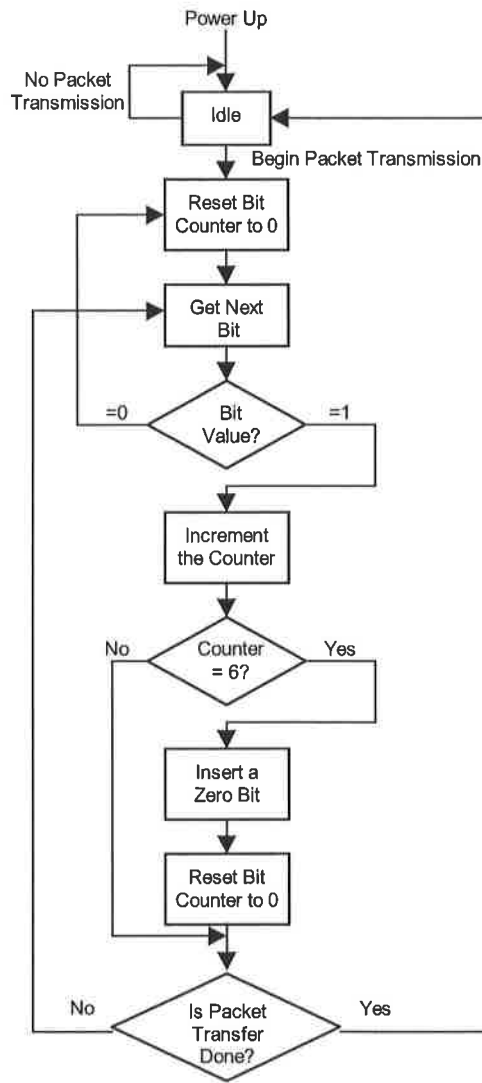 Power Up
No Packet
Transmission
Idle
Begin Packet Transmission
Reset Bit
Counter to 0
Get Next
Bit
=0
Bit
Value?
=1
Increment
the Counter
No
Counter
= 6?
Yes
Insert a
Zero Bit
Reset Bit
Counter to 0
No
Is Packet
Transfer
Done?
Yes